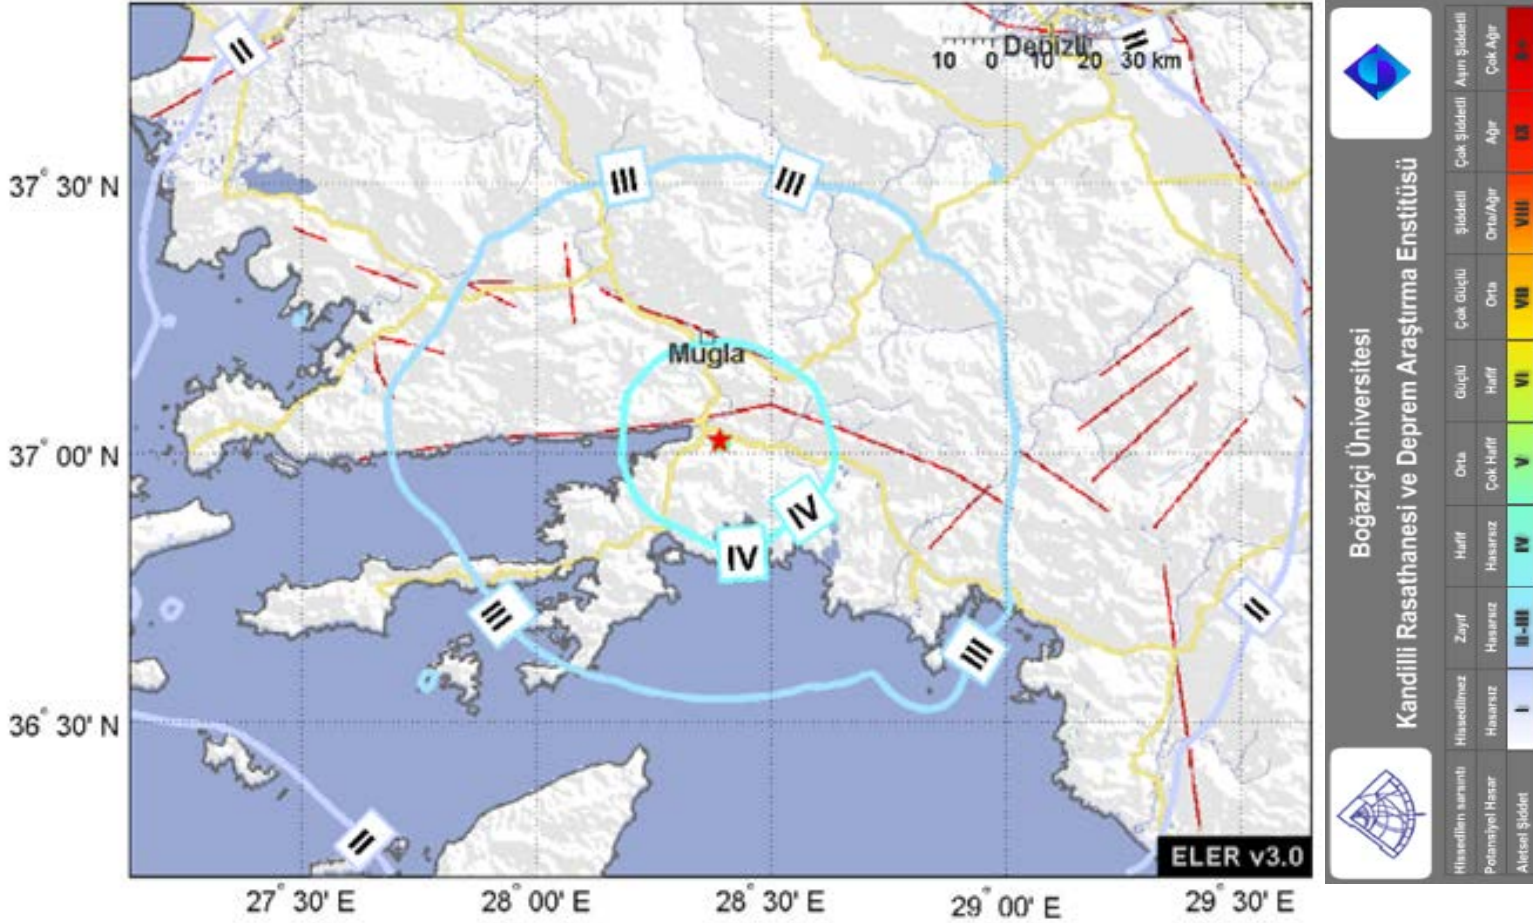 II
II
Denizli
10 0 10 20 30 km
37° 30' N
III
III
Mugla
37° 00' N
IV
IV
III
III
II
36° 30' N
II
ELER v3.0
27° 30' E
28° 00' E
28° 30' E
29° 00' E
29° 30' E
Boğaziçi Üniversitesi
Kandilli Rasathanesi ve Deprem Araştırma Enstitüsü
Hissedilen sarsıntı Hissedilmez Zayıf Hafif Orta Güçlü Çok Güçlü Şiddetli Çok Şiddetli Aşırı Şiddetli
Potansiyel Hasar Hasarsız Hasarsız Hasarsız Çok Hafif Hafif Orta Orta/Ağır Ağır Çok Ağır
Aletsel Şiddet I II-III IV V VI VII VIII IX